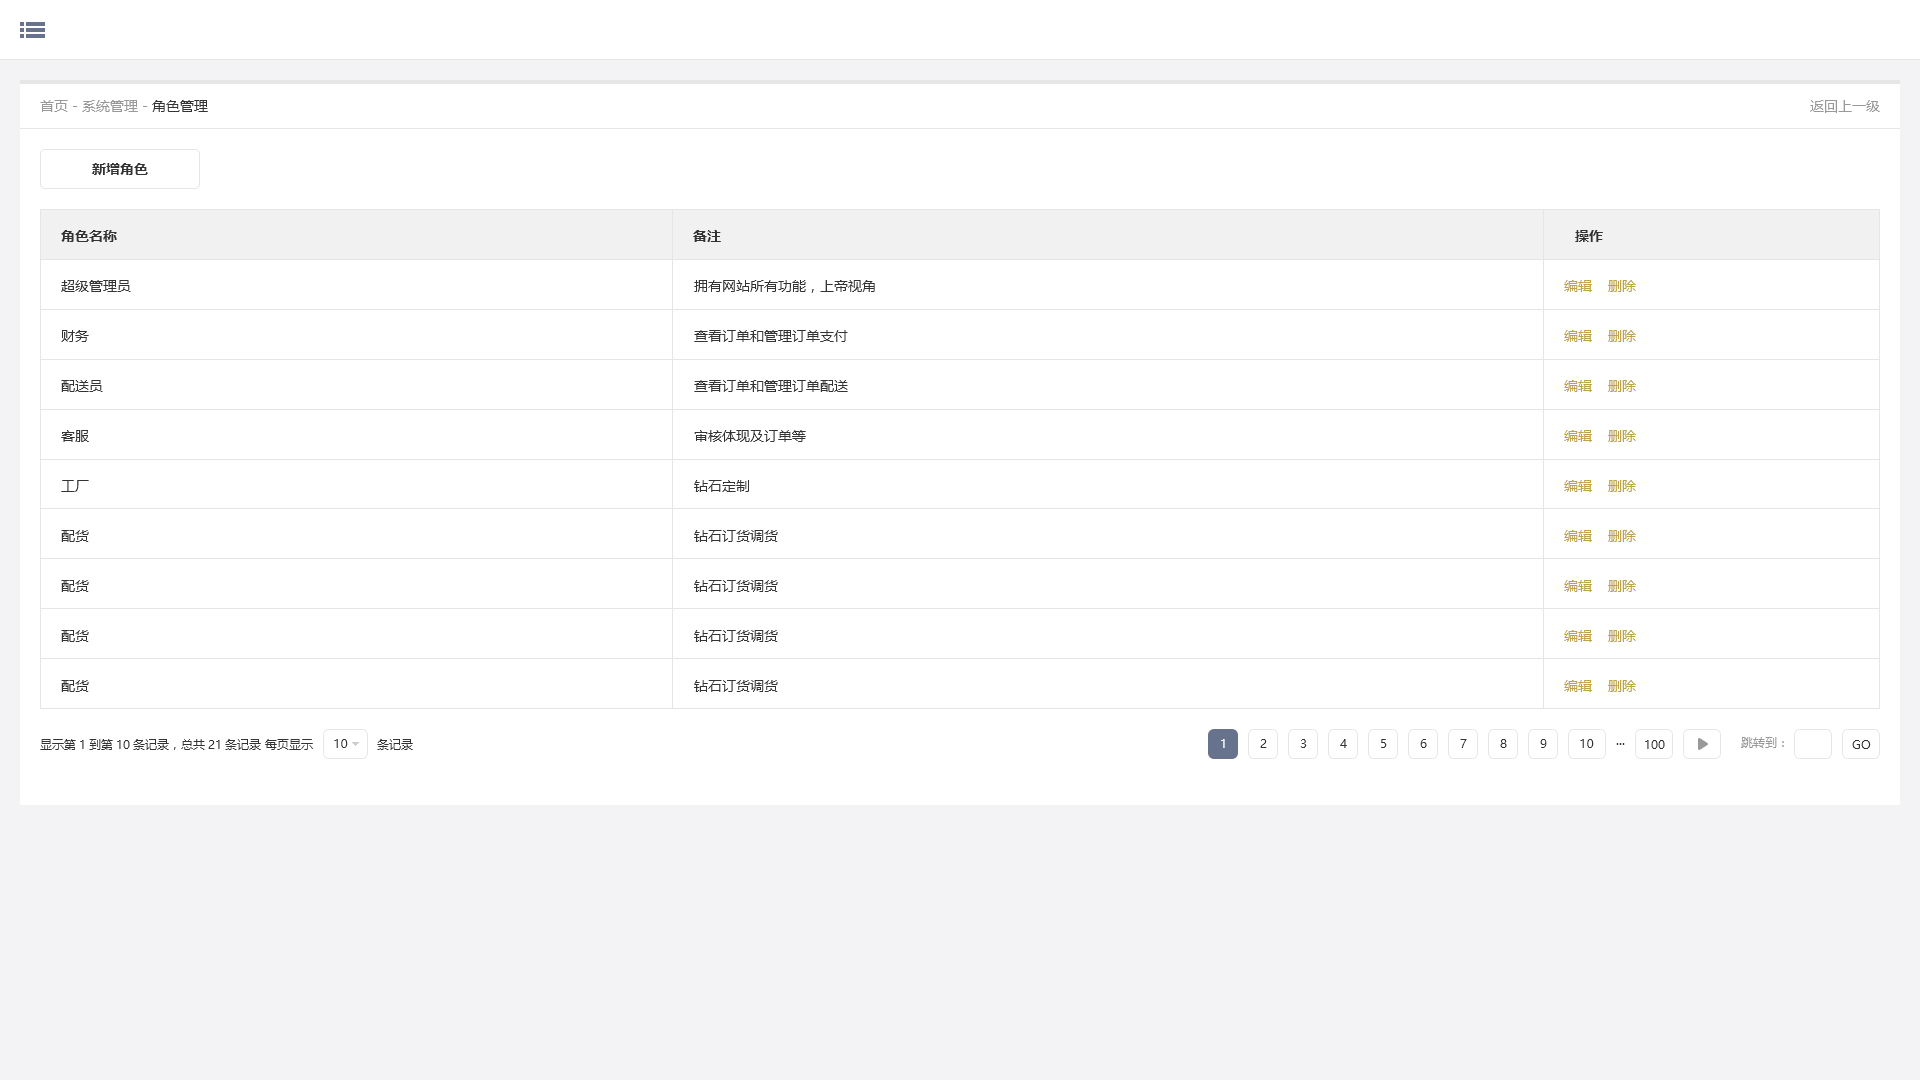 首页 - 系统管理 - 角色管理 返回上一级
新增角色
角色名称 备注 操作
超级管理员 拥有网站所有功能，上帝视角 编辑 删除
财务 查看订单和管理订单支付 编辑 删除
配送员 查看订单和管理订单配送 编辑 删除
客服 审核体现及订单等 编辑 删除
工厂 钻石定制 编辑 删除
配货 钻石订货调货 编辑 删除
配货 钻石订货调货 编辑 删除
配货 钻石订货调货 编辑 删除
配货 钻石订货调货 编辑 删除
显示第 1 到第 10 条记录，总共 21 条记录 每页显示 10 条记录 1 2 3 4 5 6 7 8 9 10 ... 100 跳转到： GO